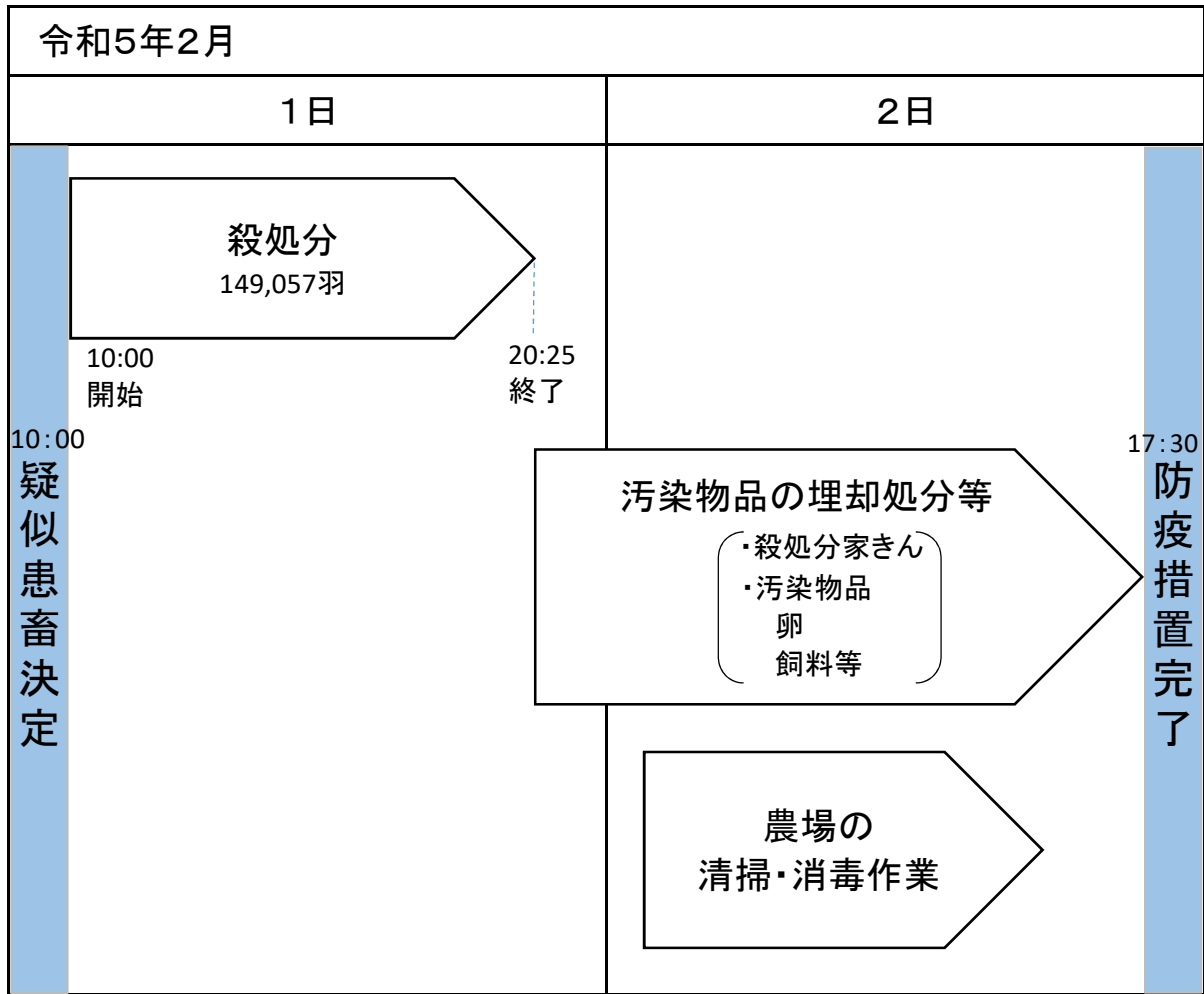 令和5年2月
1日
2日
殺処分
149,057羽
10:00
開始
20:25
終了
10:00
疑似患畜決定
汚染物品の埋却処分等
・殺処分家きん
・汚染物品
卵
飼料等
17:30
防疫措置完了
農場の
清掃・消毒作業